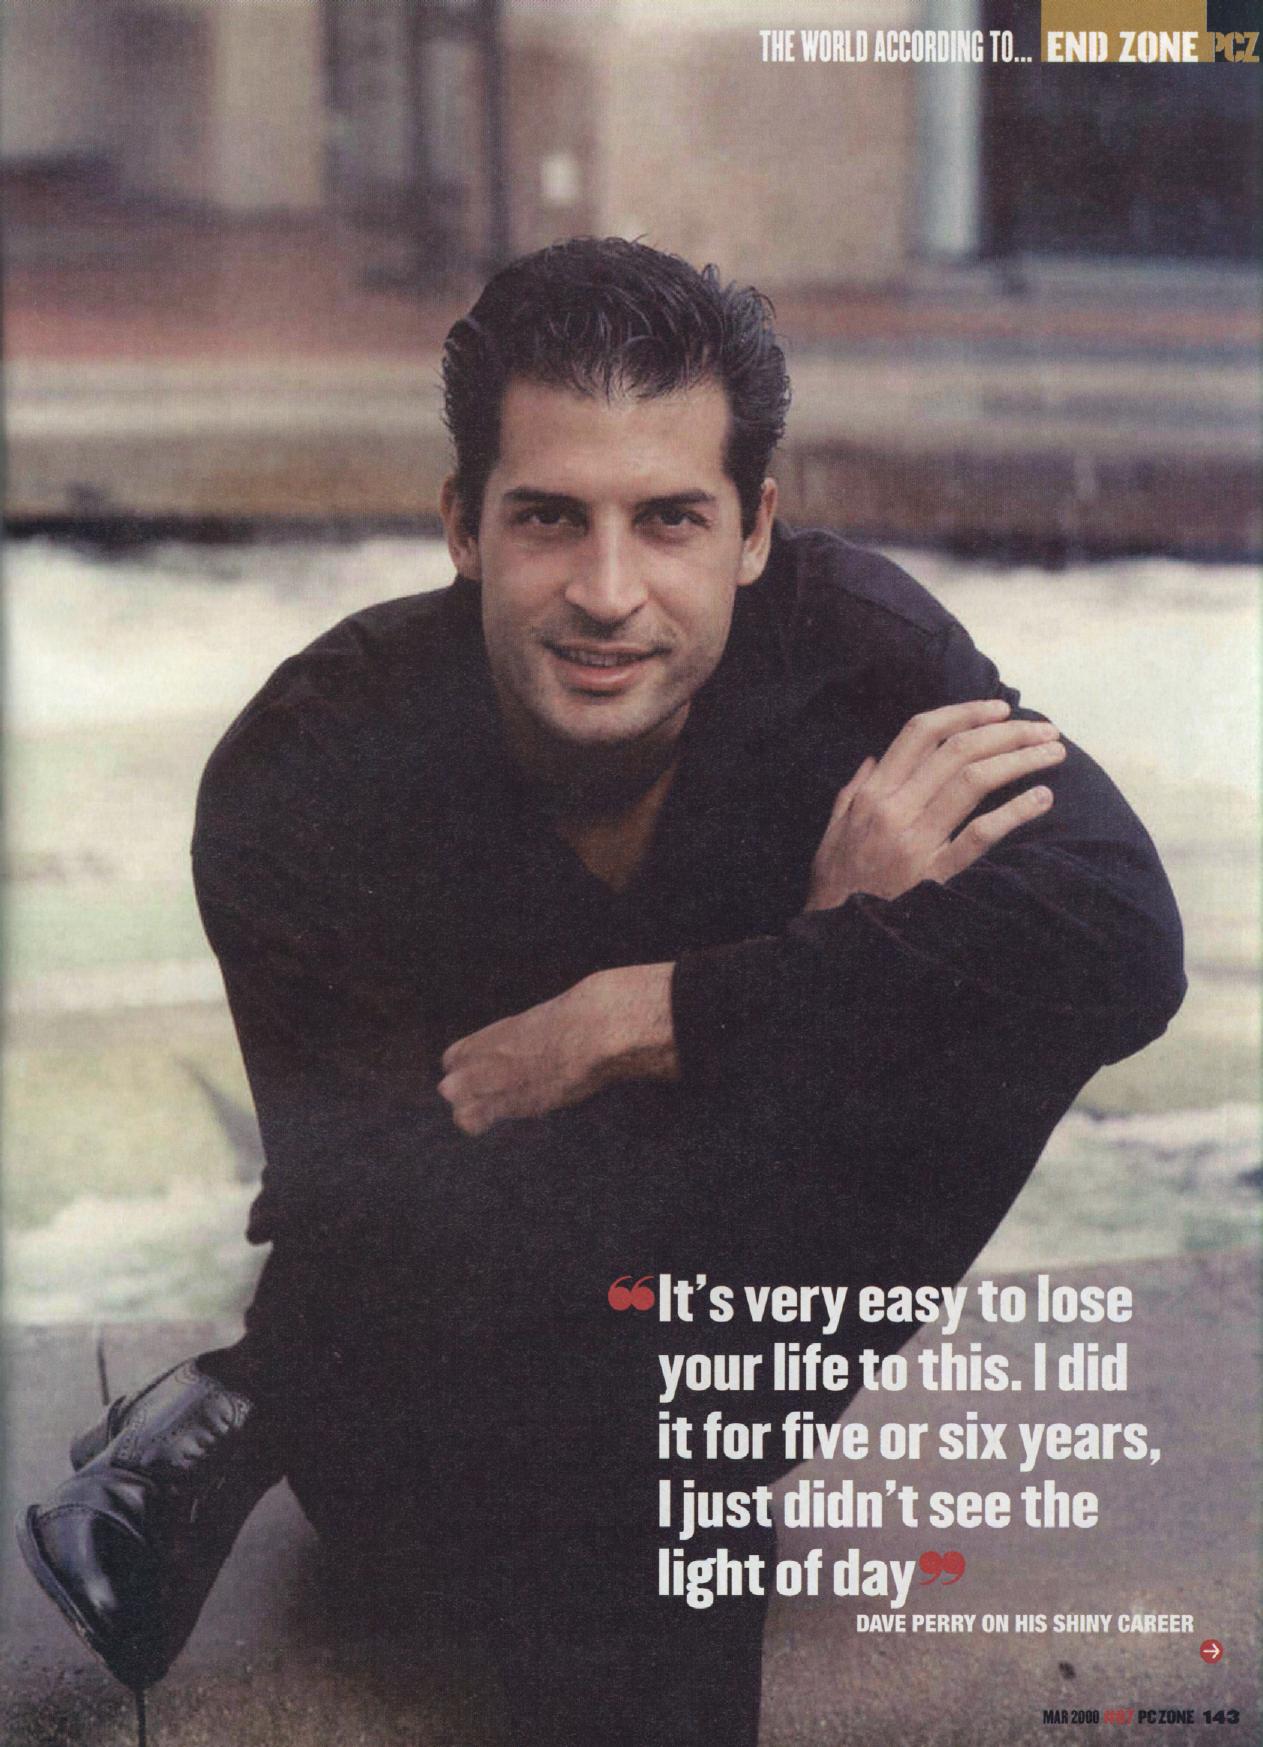 THE WORLD ACCORDING TO... END ZONE PCZ
“It’s very easy to lose
your life to this. I did
it for five or six years,
I just didn’t see the
light of day”
DAVE PERRY ON HIS SHINY CAREER
MAR 2000 #87 PC ZONE 143